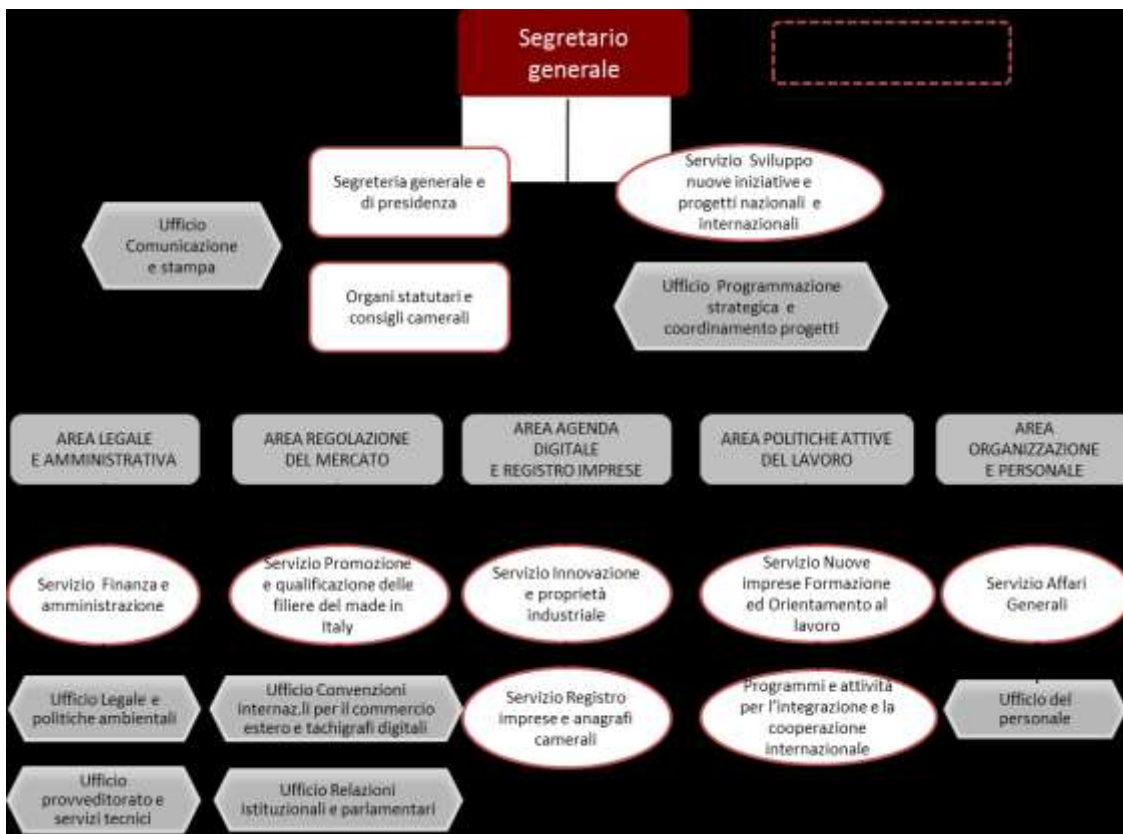 Segretario
generale
Segreteria generale e
di presidenza
Servizio Sviluppo
nuove iniziative e
progetti nazionali e
internazionali
Ufficio
Comunicazione
e stampa
Organi statutari e
consigli camerali
Ufficio Programmazione
strategica e
coordinamento progetti
AREA LEGALE
E AMMINISTRATIVA
AREA REGOLAZIONE
DEL MERCATO
AREA AGENDA
DIGITALE
E REGISTRO IMPRESE
AREA POLITICHE ATTIVE
DEL LAVORO
AREA
ORGANIZZAZIONE
E PERSONALE
Servizio Finanza e
amministrazione
Servizio Promozione
e qualificazione delle
filiere del made in
Italy
Servizio Innovazione
e proprietà
industriale
Servizio Nuove
Imprese Formazione
ed Orientamento al
lavoro
Servizio Affari
Generali
Ufficio Legale e
politiche ambientali
Ufficio Convenzioni
internaz.li per il commercio
estero e tachigrafi digitali
Servizio Registro
imprese e anagrafi
camerali
Programmi e attività
per l'integrazione e la
cooperazione
internazionale
Ufficio del
personale
Ufficio
provveditorato e
servizi tecnici
Ufficio Relazioni
istituzionali e parlamentari